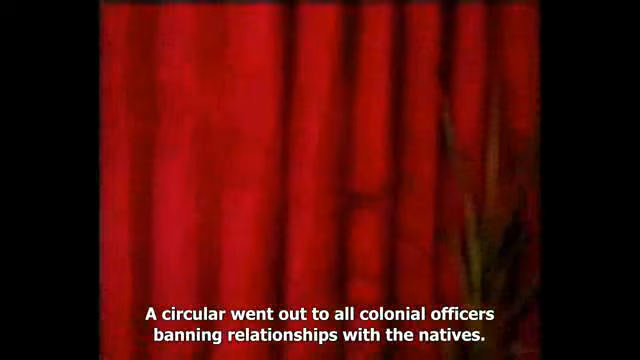 A circular went out to all colonial officers
banning relationships with the natives.